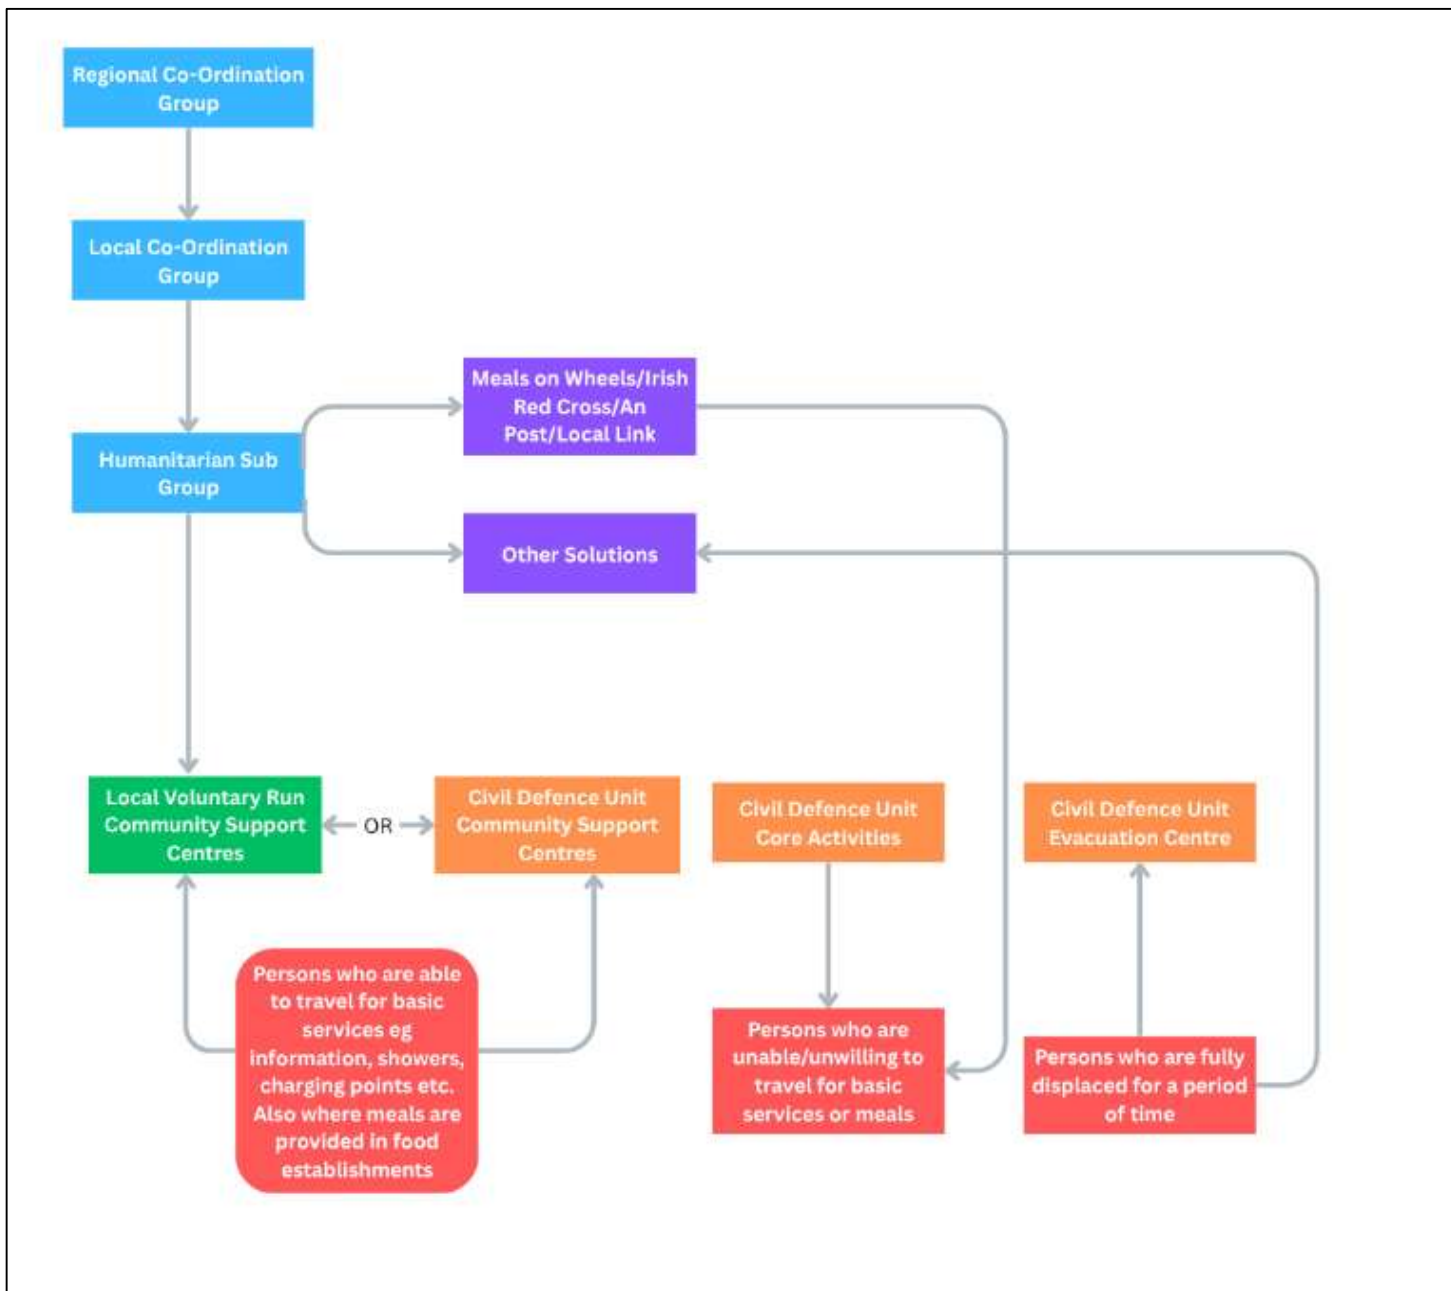 Regional Co-Ordination
Group
Local Co-Ordination
Group
Meals on Wheels/Irish
Red Cross/An
Post/Local Link
Humanitarian Sub
Group
Other Solutions
Local Voluntary Run
Community Support
Centres
OR
Civil Defence Unit
Community Support
Centres
Civil Defence Unit
Core Activities
Civil Defence Unit
Evacuation Centre
Persons who are able
to travel for basic
services eg
information, showers,
charging points etc.
Also where meals are
provided in food
establishments
Persons who are
unable/unwilling to
travel for basic
services or meals
Persons who are fully
displaced for a period
of time